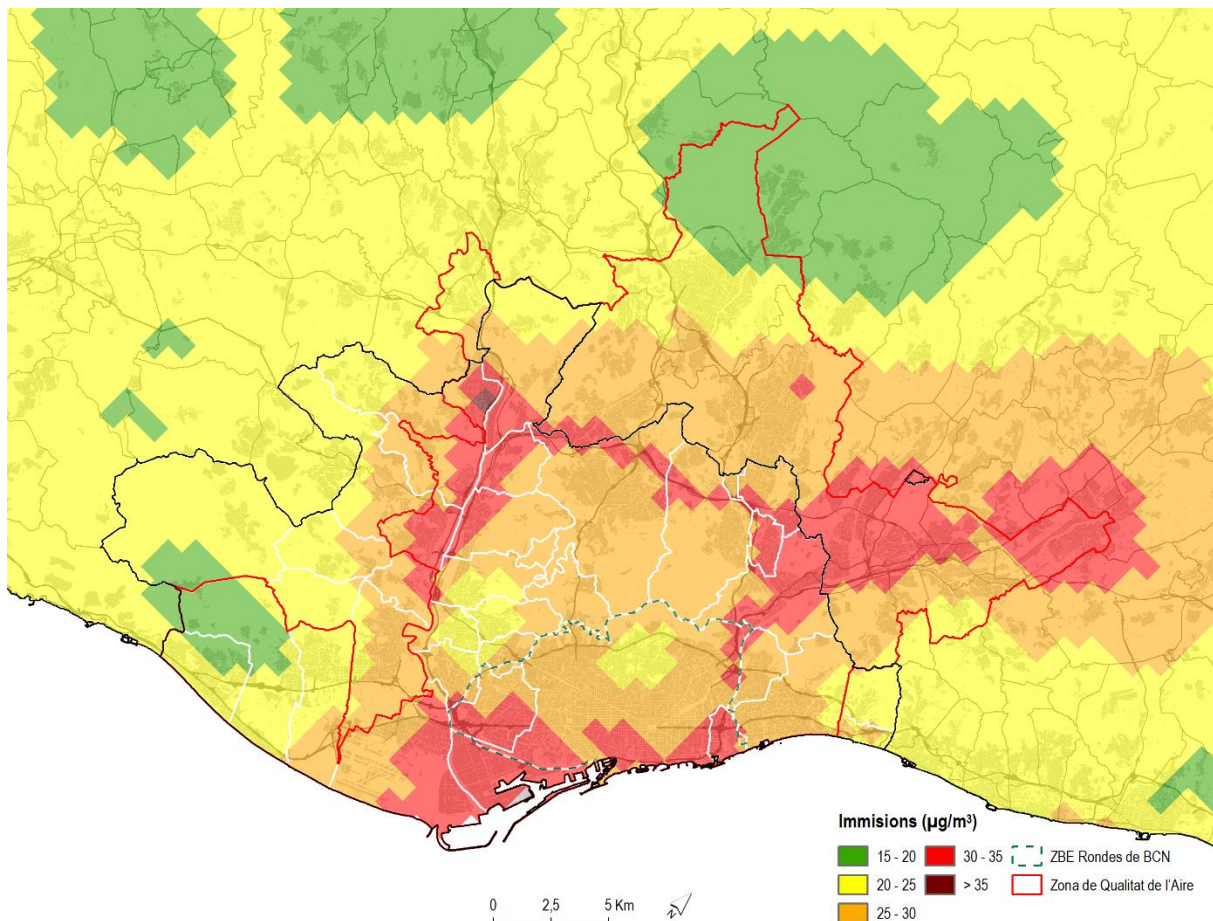 Immisions (µg/m³)
15 - 20
30 - 35
ZBE Rondes de BCN
20 - 25
> 35
Zona de Qualitat de l'Aire
25 - 30
0 2,5 5 Km
N